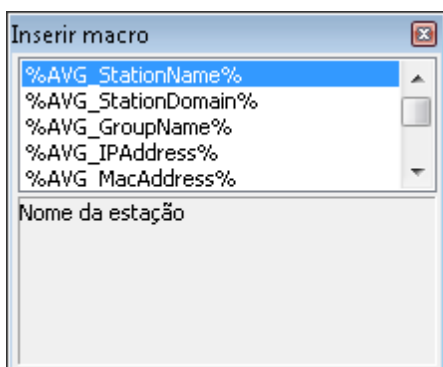 Inserir macro
%AVG_StationName%
%AVG_StationDomain%
%AVG_GroupName%
%AVG_IPAddress%
%AVG_MacAddress%
Nome da estação